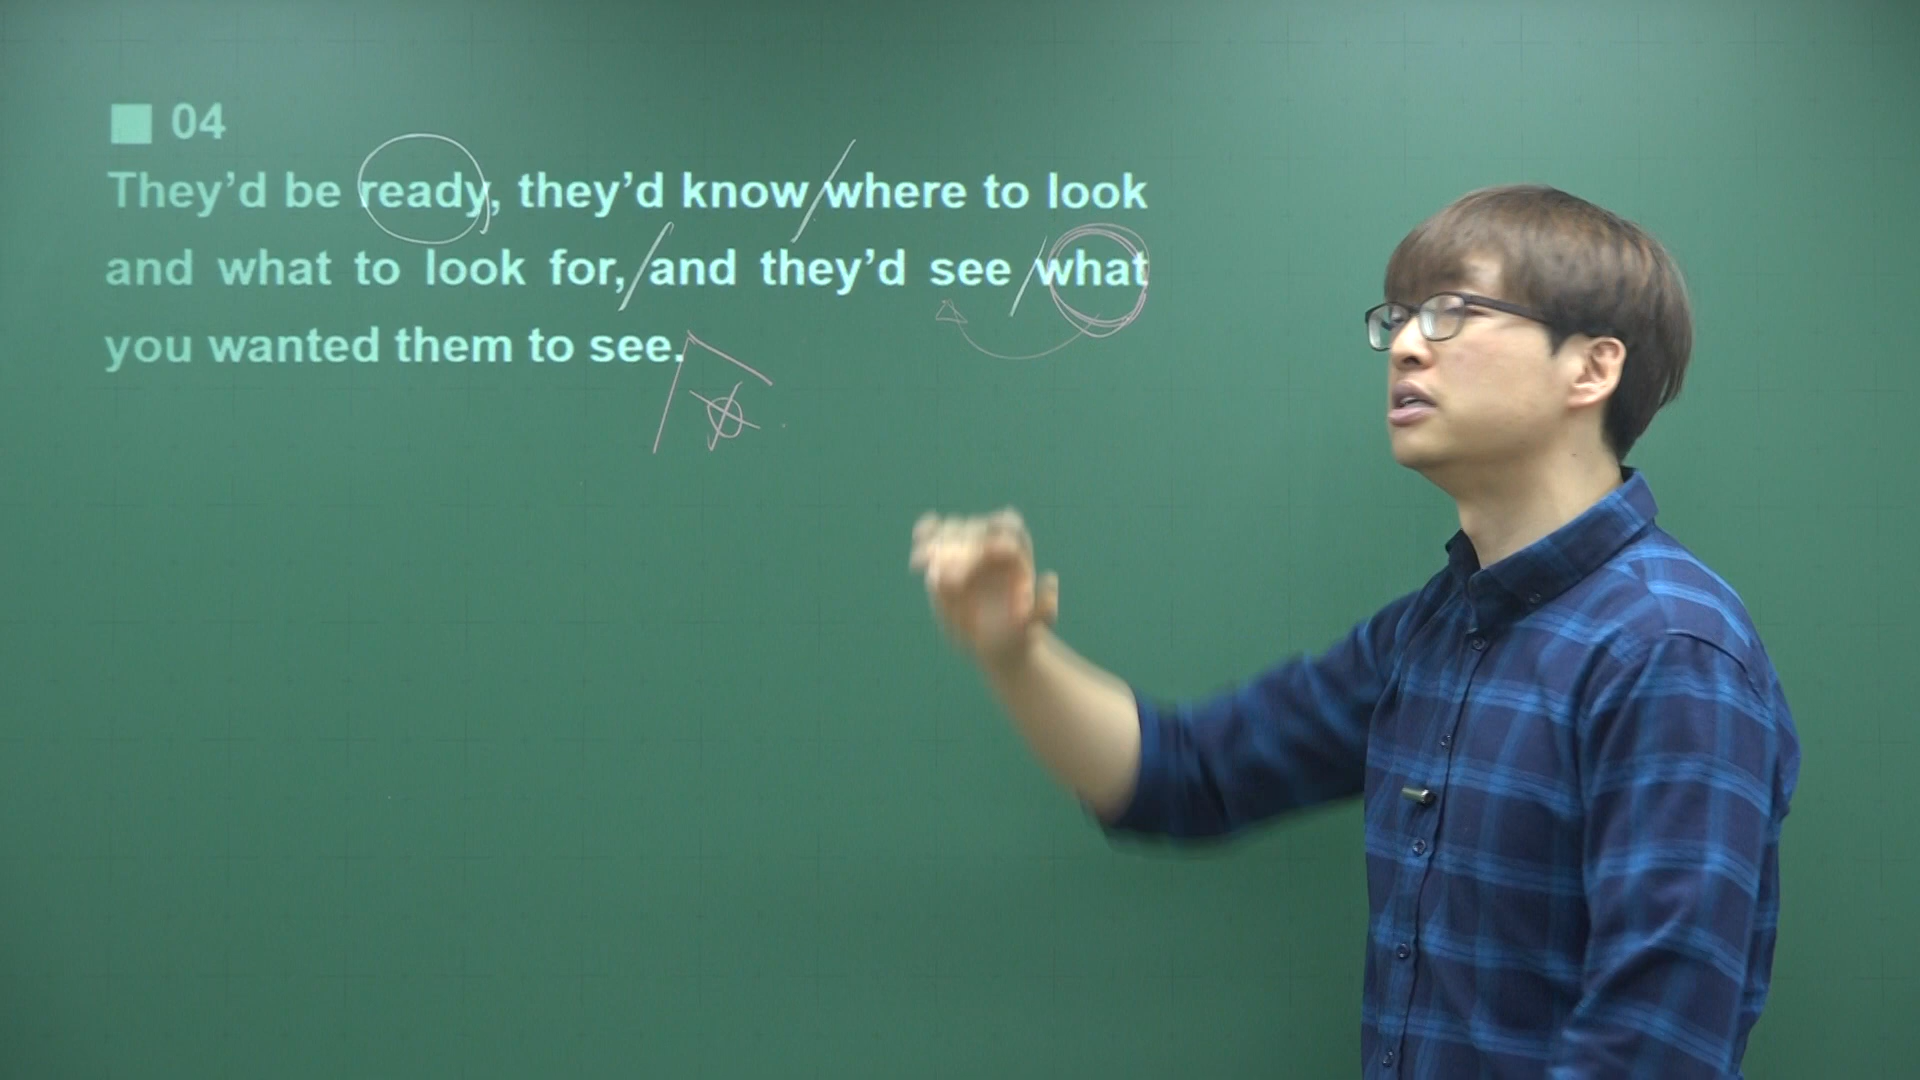 ■ 04
They’d be ready, they’d know where to look
and what to look for, and they’d see what
you wanted them to see.